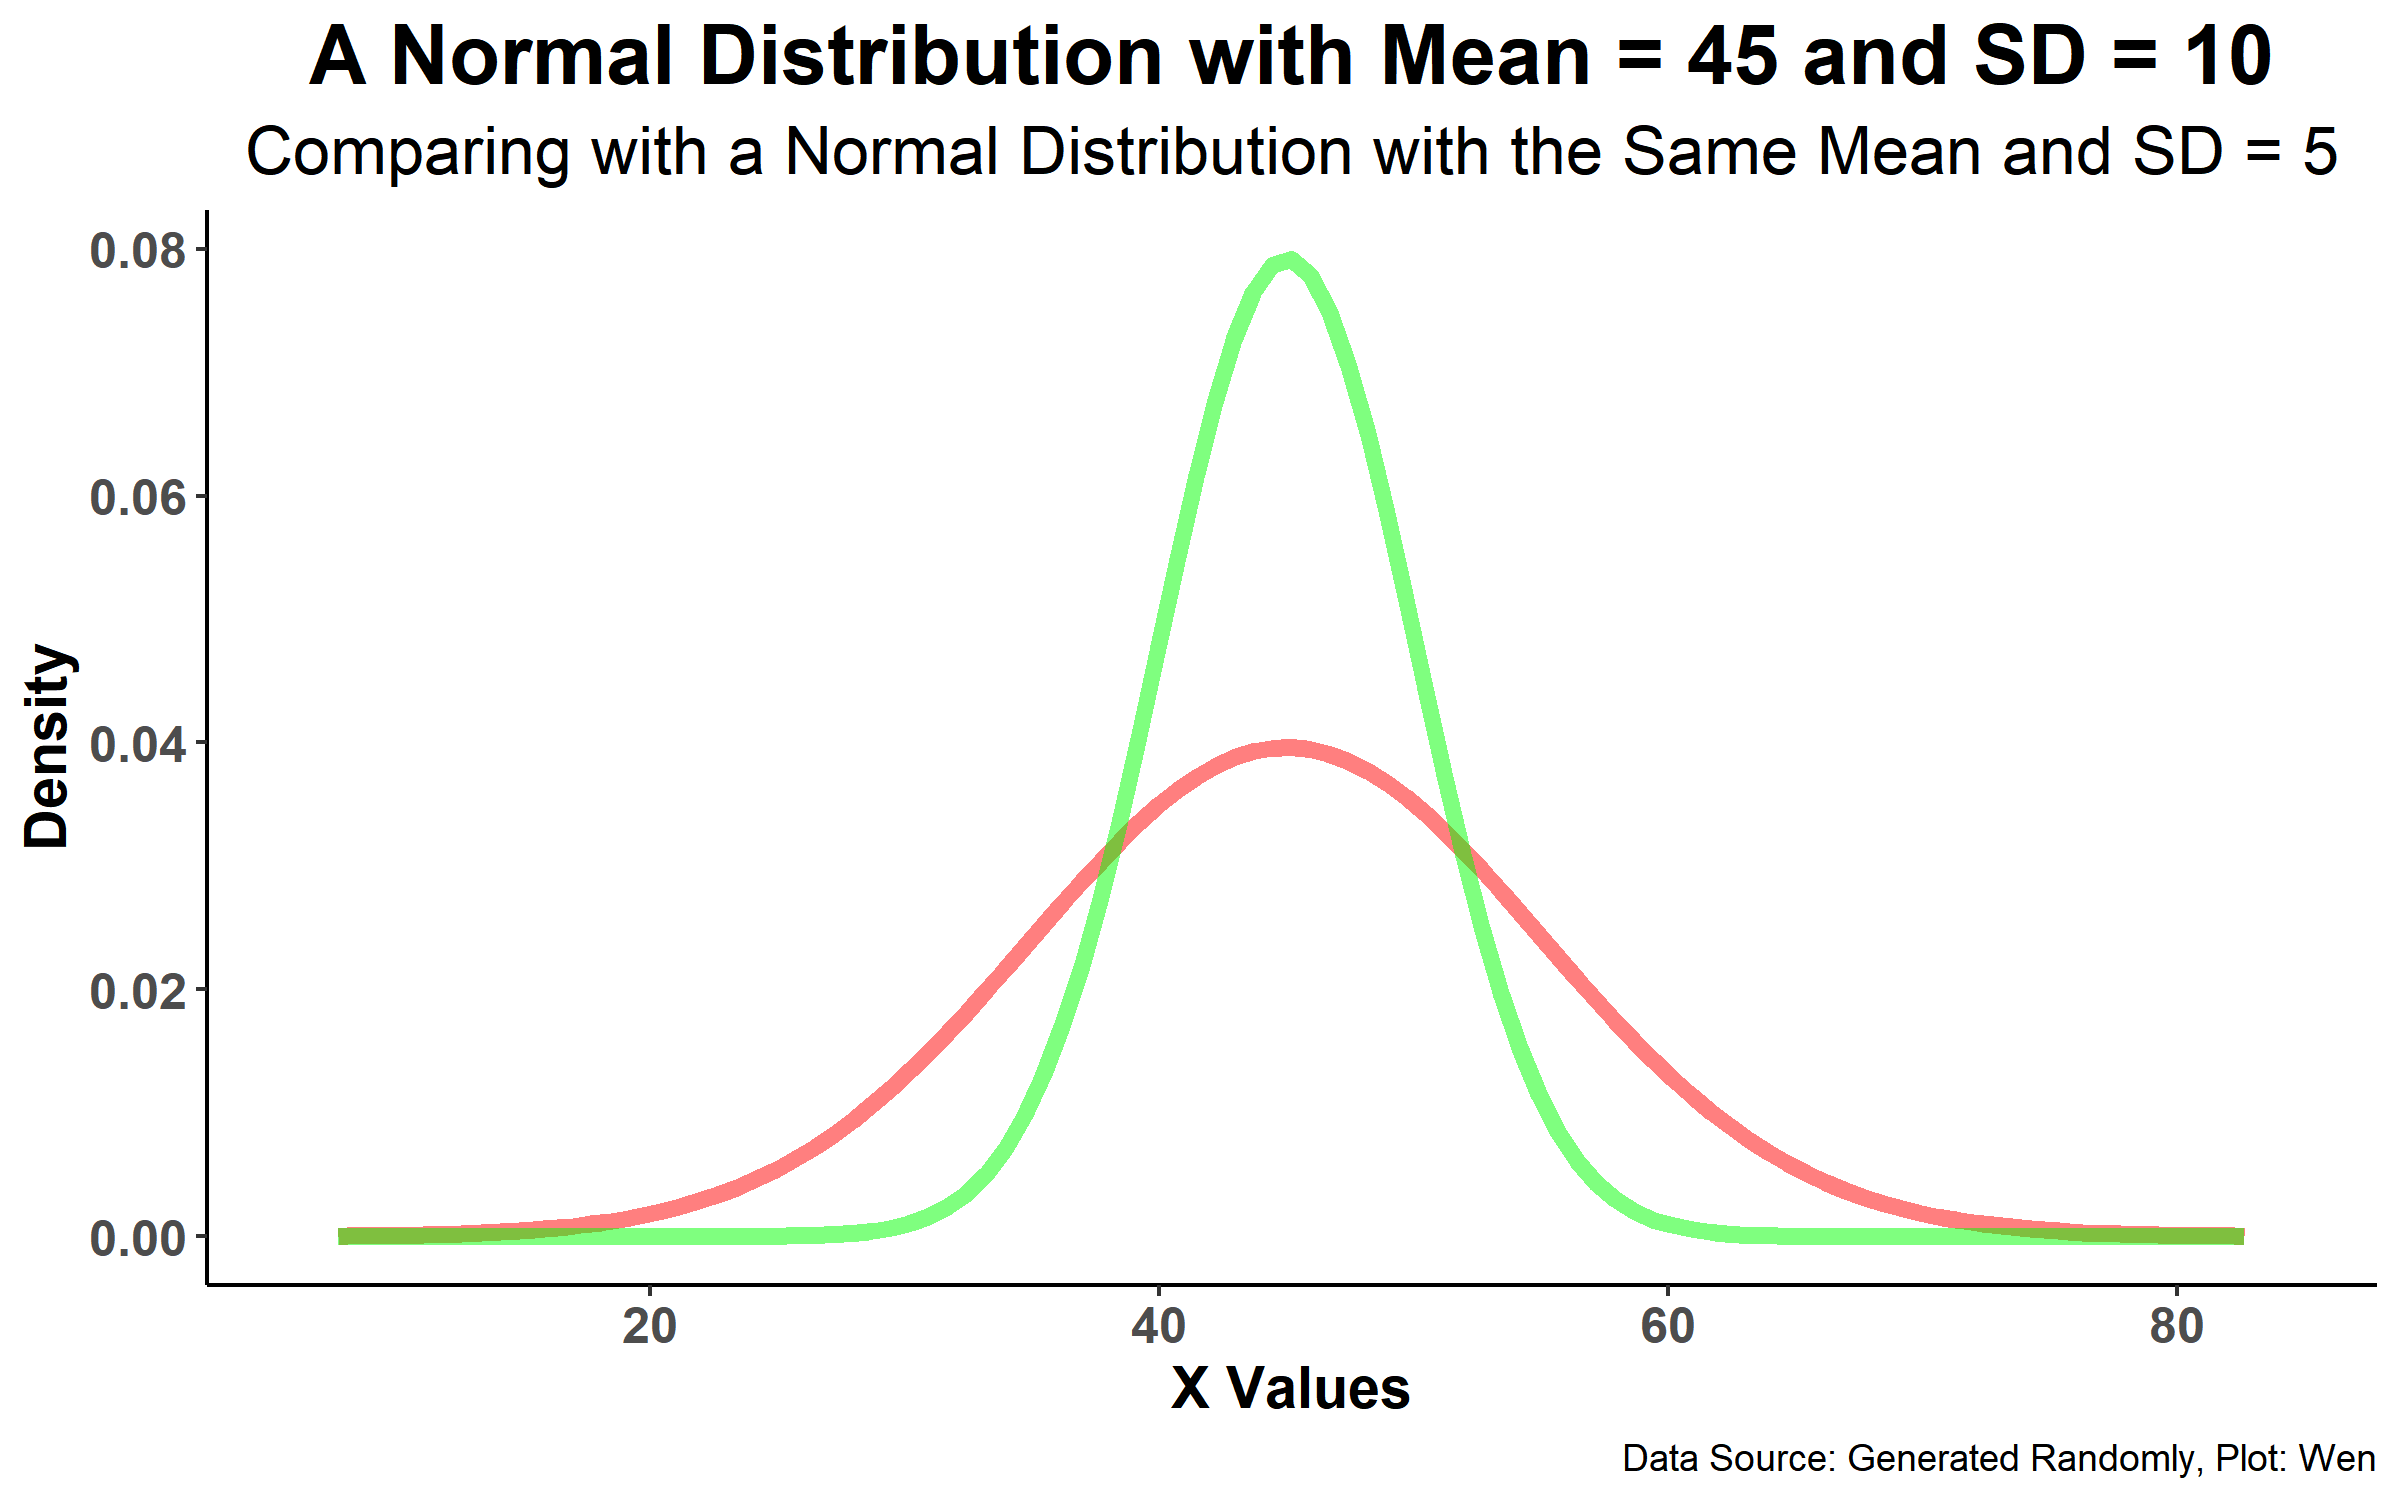 A Normal Distribution with Mean = 45 and SD = 10
Comparing with a Normal Distribution with the Same Mean and SD = 5
0.08
0.06
0.04
0.02
0.00
Density
20 40 60 80
X Values
Data Source: Generated Randomly, Plot: Wen